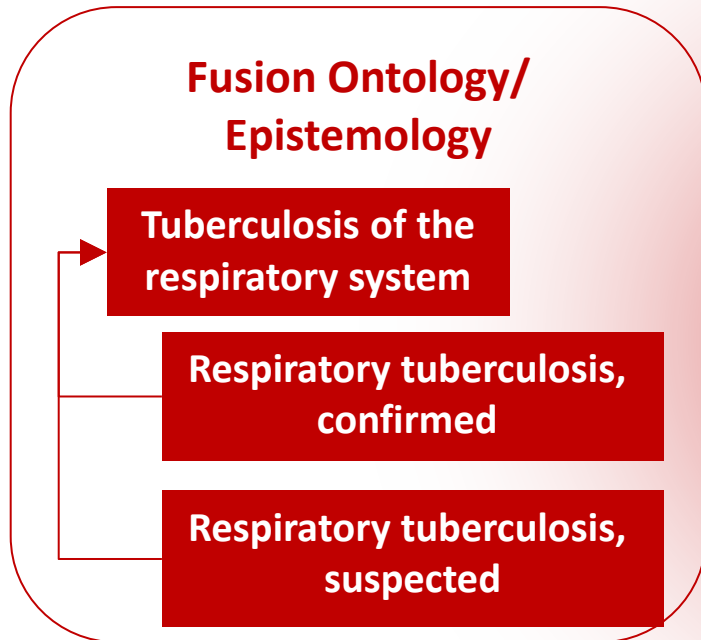 Fusion Ontology/
Epistemology
Tuberculosis of the
respiratory system
Respiratory tuberculosis,
confirmed
Respiratory tuberculosis,
suspected